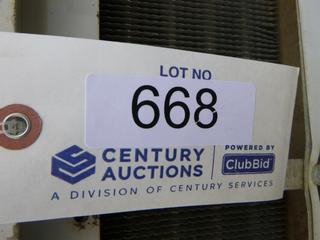 LOT NO
668
CENTURY
AUCTIONS
POWERED BY
ClubBid
A DIVISION OF CENTURY SERVICES